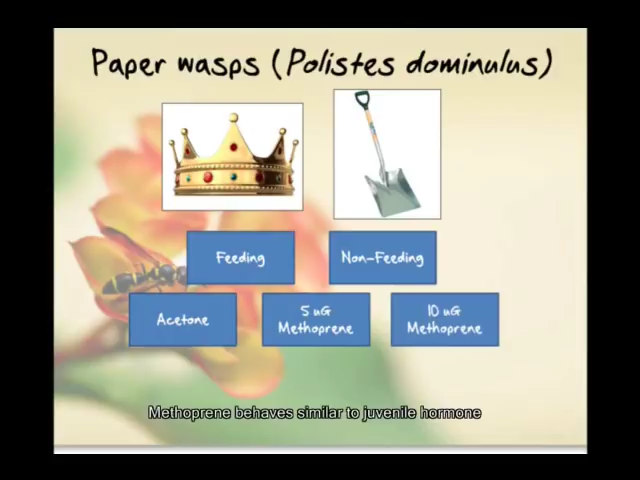 Paper wasps (Polistes dominulus)
Feeding
Non-Feeding
Acetone
5 uG
Methoprene
10 uG
Methoprene
Methoprene behaves similar to juvenile hormone